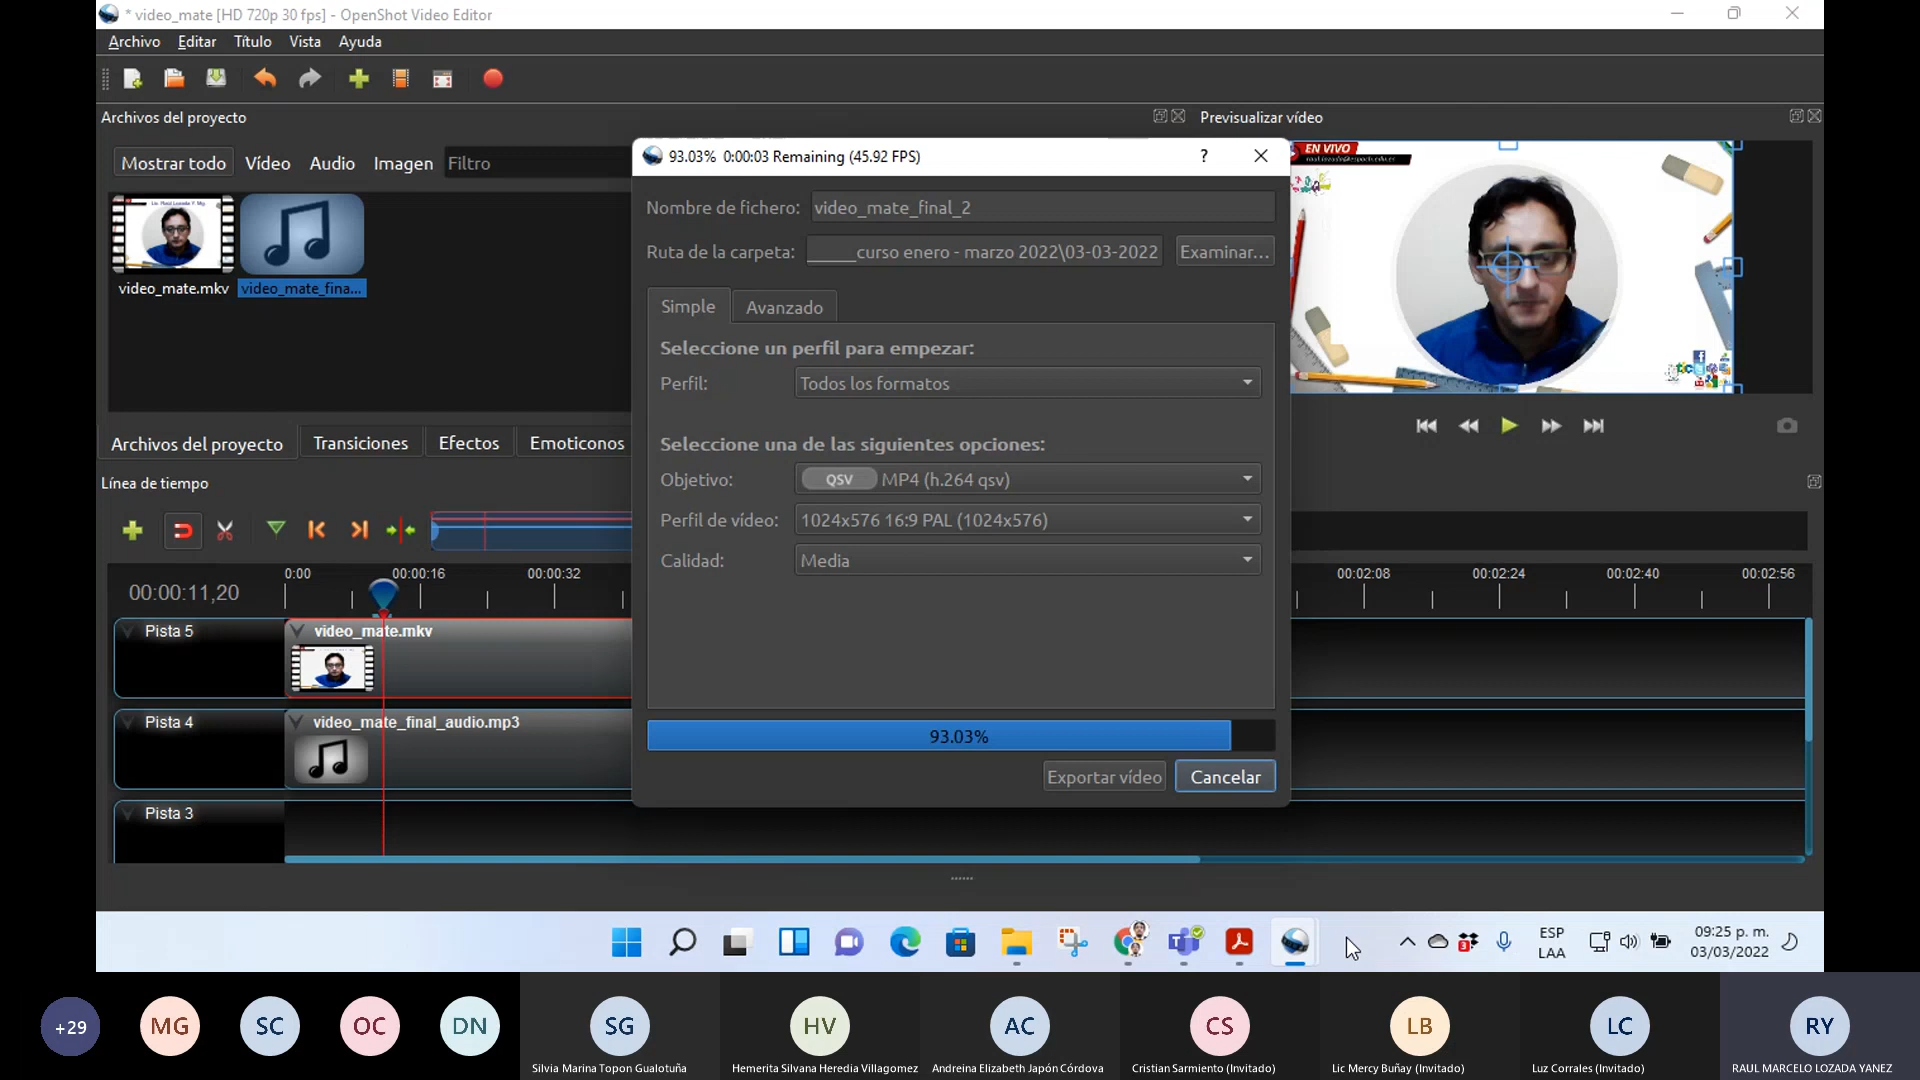 * video_mate [HD 720p 30 fps] - OpenShot Video Editor
Archivo Editar Título Vista Ayuda
Archivos del proyecto
Previsualizar vídeo
Mostrar todo Vídeo Audio Imagen Filtro
video_mate.mkv
video_mate_fina...
EN VIVO
93.03% 0:00:03 Remaining (45.92 FPS)
?
Nombre de fichero: video_mate_final_2
Ruta de la carpeta: ______curso enero - marzo 2022\03-03-2022 Examinar...
Simple Avanzado
Seleccione un perfil para empezar:
Perfil: Todos los formatos
Seleccione una de las siguientes opciones:
Objetivo: QSV MP4 (h.264 qsv)
Perfil de vídeo: 1024x576 16:9 PAL (1024x576)
Calidad: Media
93.03%
Exportar vídeo Cancelar
Archivos del proyecto Transiciones Efectos Emoticonos
Línea de tiempo
00:00:11,20
0:00 00:00:16 00:00:32 00:02:08 00:02:24 00:02:40 00:02:56
Pista 5 video_mate.mkv
Pista 4 video_mate_final_audio.mp3
Pista 3
ESP
LAA
09:25 p. m.
03/03/2022
3
+29 MG SC OC DN SG HV AC CS LB LC RY
Silvia Marina Topon Gualotuña
Hemerita Silvana Heredia Villagomez
Andreina Elizabeth Japón Córdova
Cristian Sarmiento (Invitado)
Lic Mercy Buñay (Invitado)
Luz Corrales (Invitado)
RAUL MARCELO LOZADA YANEZ